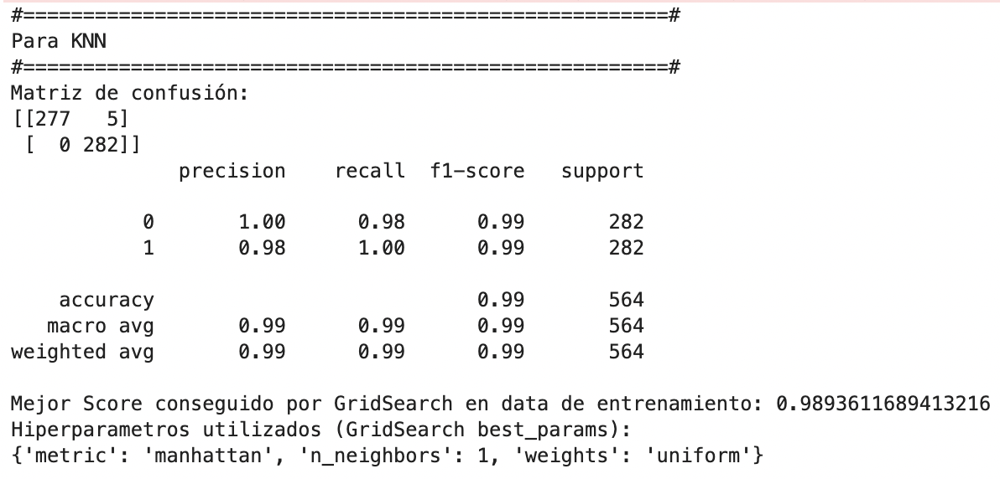 #======================================================#
Para KNN
#======================================================#
Matriz de confusión:
[[277   5]
 [  0 282]]
              precision    recall  f1-score   support

           0       1.00      0.98      0.99       282
           1       0.98      1.00      0.99       282

    accuracy                           0.99       564
   macro avg       0.99      0.99      0.99       564
weighted avg       0.99      0.99      0.99       564

Mejor Score conseguido por GridSearch en data de entrenamiento: 0.9893611689413216
Hiperparametros utilizados (GridSearch best_params):
{'metric': 'manhattan', 'n_neighbors': 1, 'weights': 'uniform'}